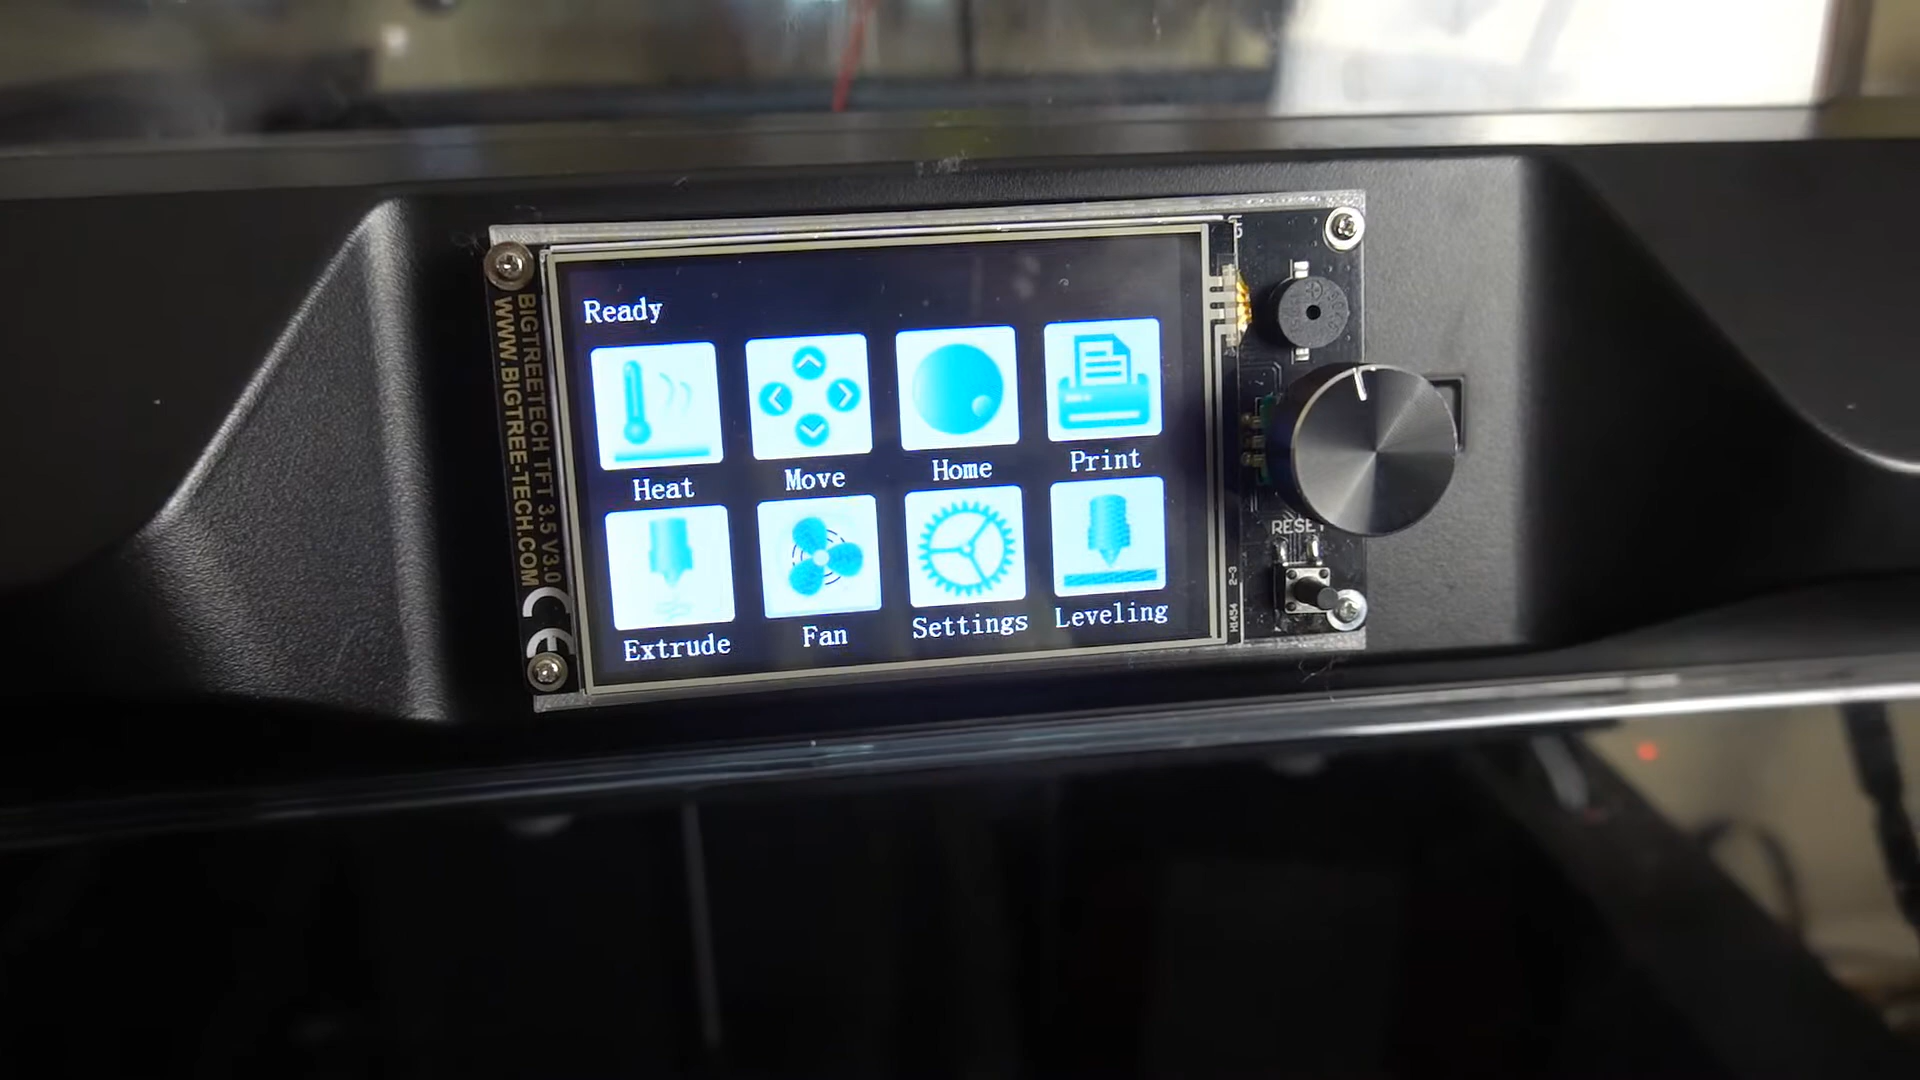 Ready
Heat
Move
Home
Print
Extrude
Fan
Settings
Leveling
BIGTREETECH TFT 3.5 V3.0
WWW.BIGTREE-TECH.COM
CE
RESET